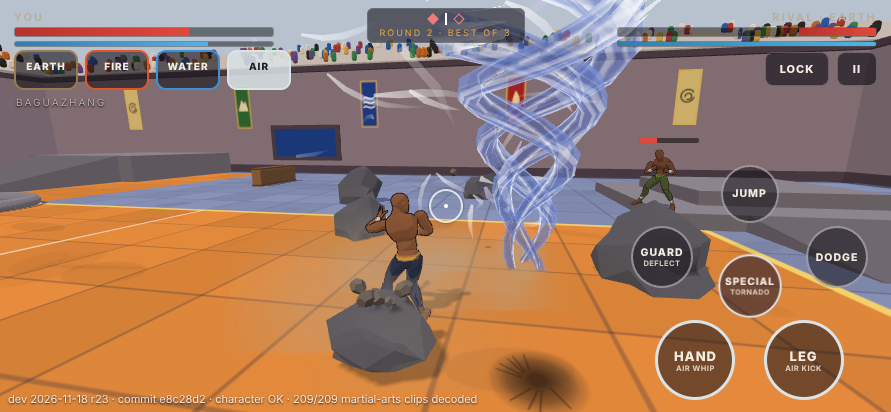 YOU
RIVAL · EARTH
ROUND 2 · BEST OF 3
EARTH
FIRE
WATER
AIR
LOCK
BAGUAZHANG
JUMP
GUARD
DEFLECT
DODGE
SPECIAL
TORNADO
HAND
AIR WHIP
LEG
AIR KICK
dev 2026-11-18 r23 · commit e8c28d2 · character OK · 209/209 martial-arts clips decoded